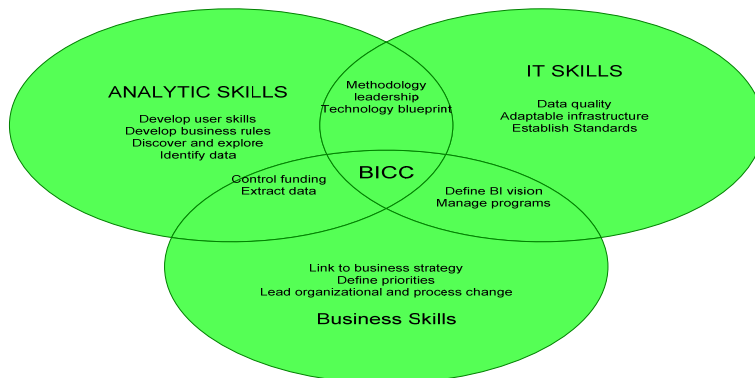 ANALYTIC SKILLS
Develop user skills
Develop business rules
Discover and explore
Identify data
Methodology
leadership
Technology blueprint
IT SKILLS
Data quality
Adaptable infrastructure
Establish Standards
Control funding
Extract data
BICC
Define BI vision
Manage programs
Link to business strategy
Define priorities
Lead organizational and process change
Business Skills